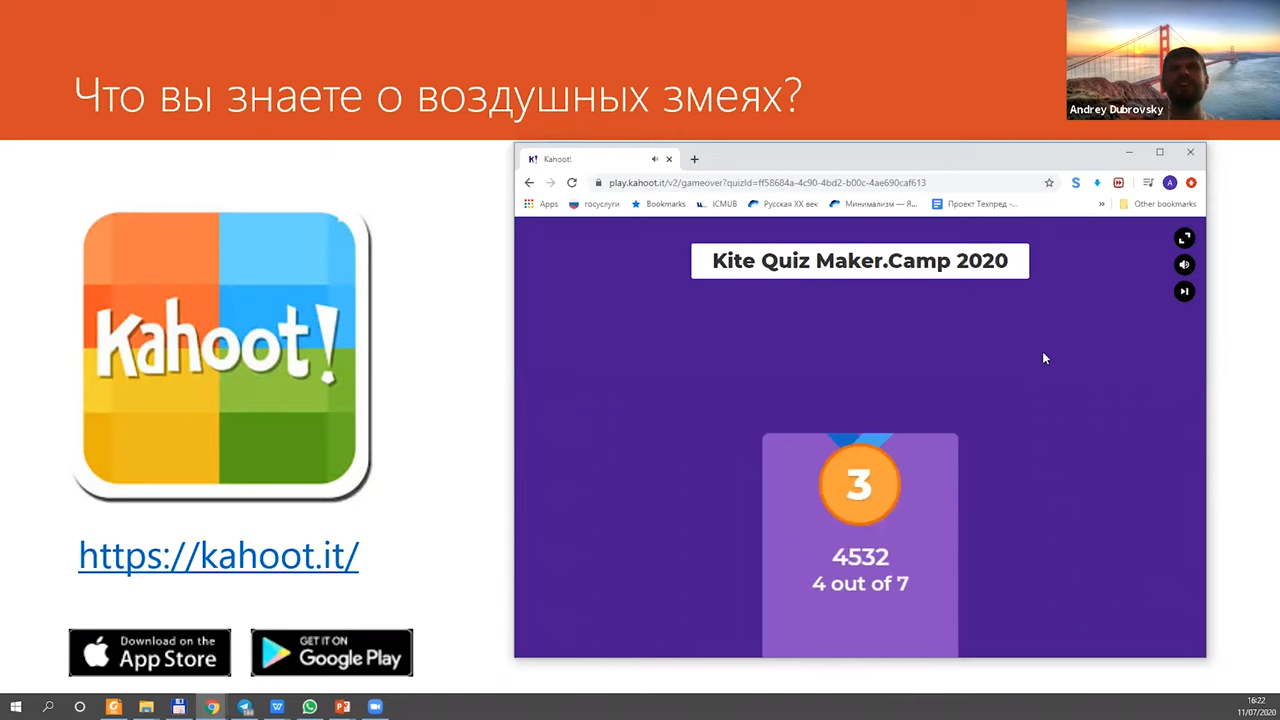 Что вы знаете о воздушных змеях?
Andrey Dubrovsky
Kahoot!
https://kahoot.it/
Download on the
App Store
GET IT ON
Google Play
K! Kahoot!
play.kahoot.it/v2/gameover?quizId=ff58684a-4c90-4bd2-b00c-4ae690caf613
Apps госуслуги Bookmarks ICMUB Русская XX век Минимализм — Я... Проект Техпред -... » Other bookmarks
Kite Quiz Maker.Camp 2020
3
4532
4 out of 7
16:22
11/07/2020